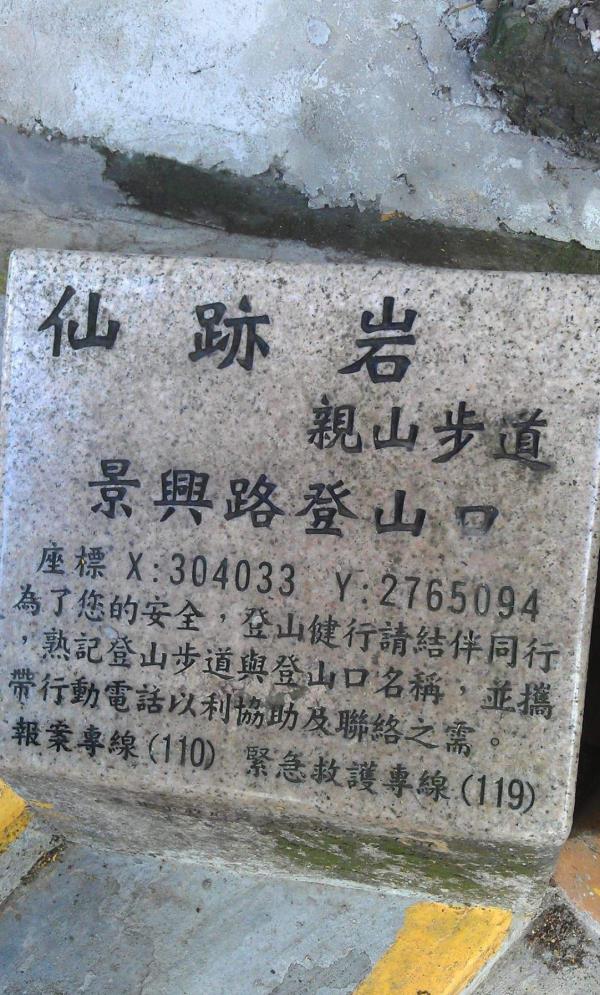 仙跡岩
親山步道
景興路登山口
座標 X:304033 Y:2765094
為了您的安全，登山健行請結伴同行
，熟記登山步道與登山口名稱，並攜
帶行動電話以利協助及聯絡之需。
報案專線(110) 緊急救護專線(119)